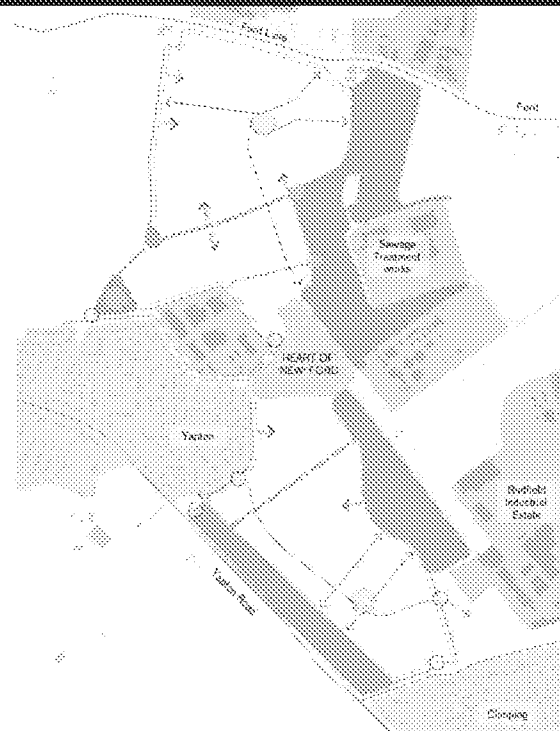 Ford Lane
Ford
Sewage
Treatment
works
HEART OF
NEW FORD
Yapton
Rudford
Industrial
Estate
Yapton Road
Climping